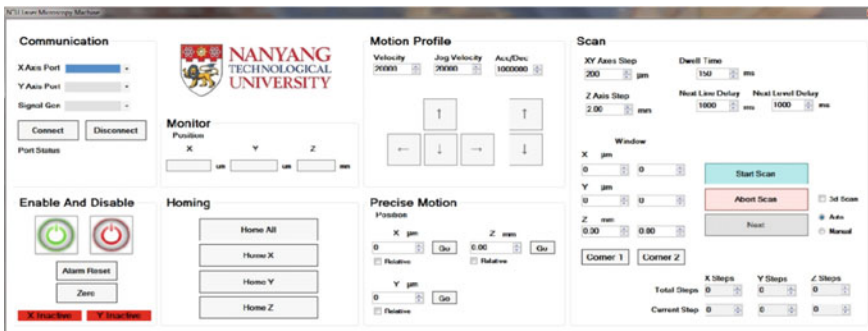 NTU Laser Microscopy Machine
Communication
X Axis Port
Y Axis Port
Signal Gen
Connect Disconnect
Port Status
NANYANG
TECHNOLOGICAL
UNIVERSITY
Monitor
Position
X Y Z
um um mm
Motion Profile
Velocity Jog Velocity Acc/Dec
20000 20000 1000000
↑ ↑
← ↓ → ↓
Scan
XY Axes Step Dwell Time
200 µm 150 ms
Z Axis Step Next Line Delay Next Level Delay
2.00 mm 1000 ms 1000 ms
Window
X µm
0 0
Y µm
0 0
Z mm
0.00 0.00
Corner 1 Corner 2
Start Scan
Abort Scan
Next
3d Scan
Auto
Manual
X Steps Y Steps Z Steps
Total Steps 0 0 0
Current Step 0 0 0
Enable And Disable
Alarm Reset
Zero
X Inactive Y Inactive
Homing
Home All
Home X
Home Y
Home Z
Precise Motion
Position
X µm Z mm
0 Go 0.00 Go
Relative Relative
Y µm
0 Go
Relative